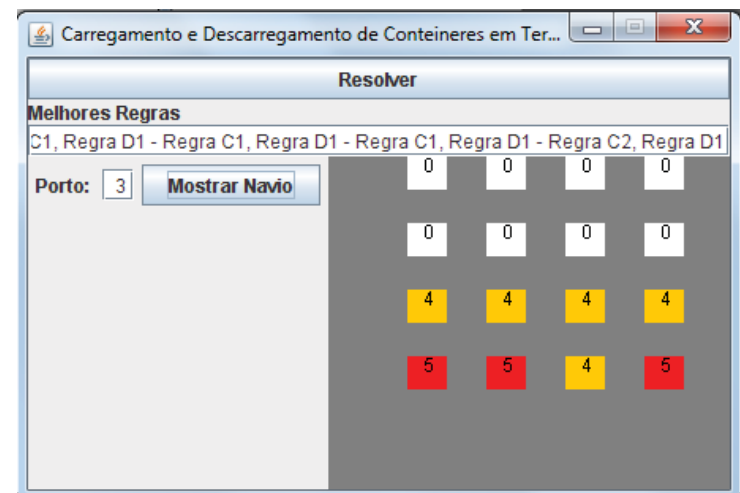 Carregamento e Descarregamento de Conteineres em Ter...
Resolver
Melhores Regras
C1, Regra D1 - Regra C1, Regra D1 - Regra C1, Regra D1 - Regra C2, Regra D1
Porto: 3 Mostrar Navio
0 0 0 0
0 0 0 0
4 4 4 4
5 5 4 5